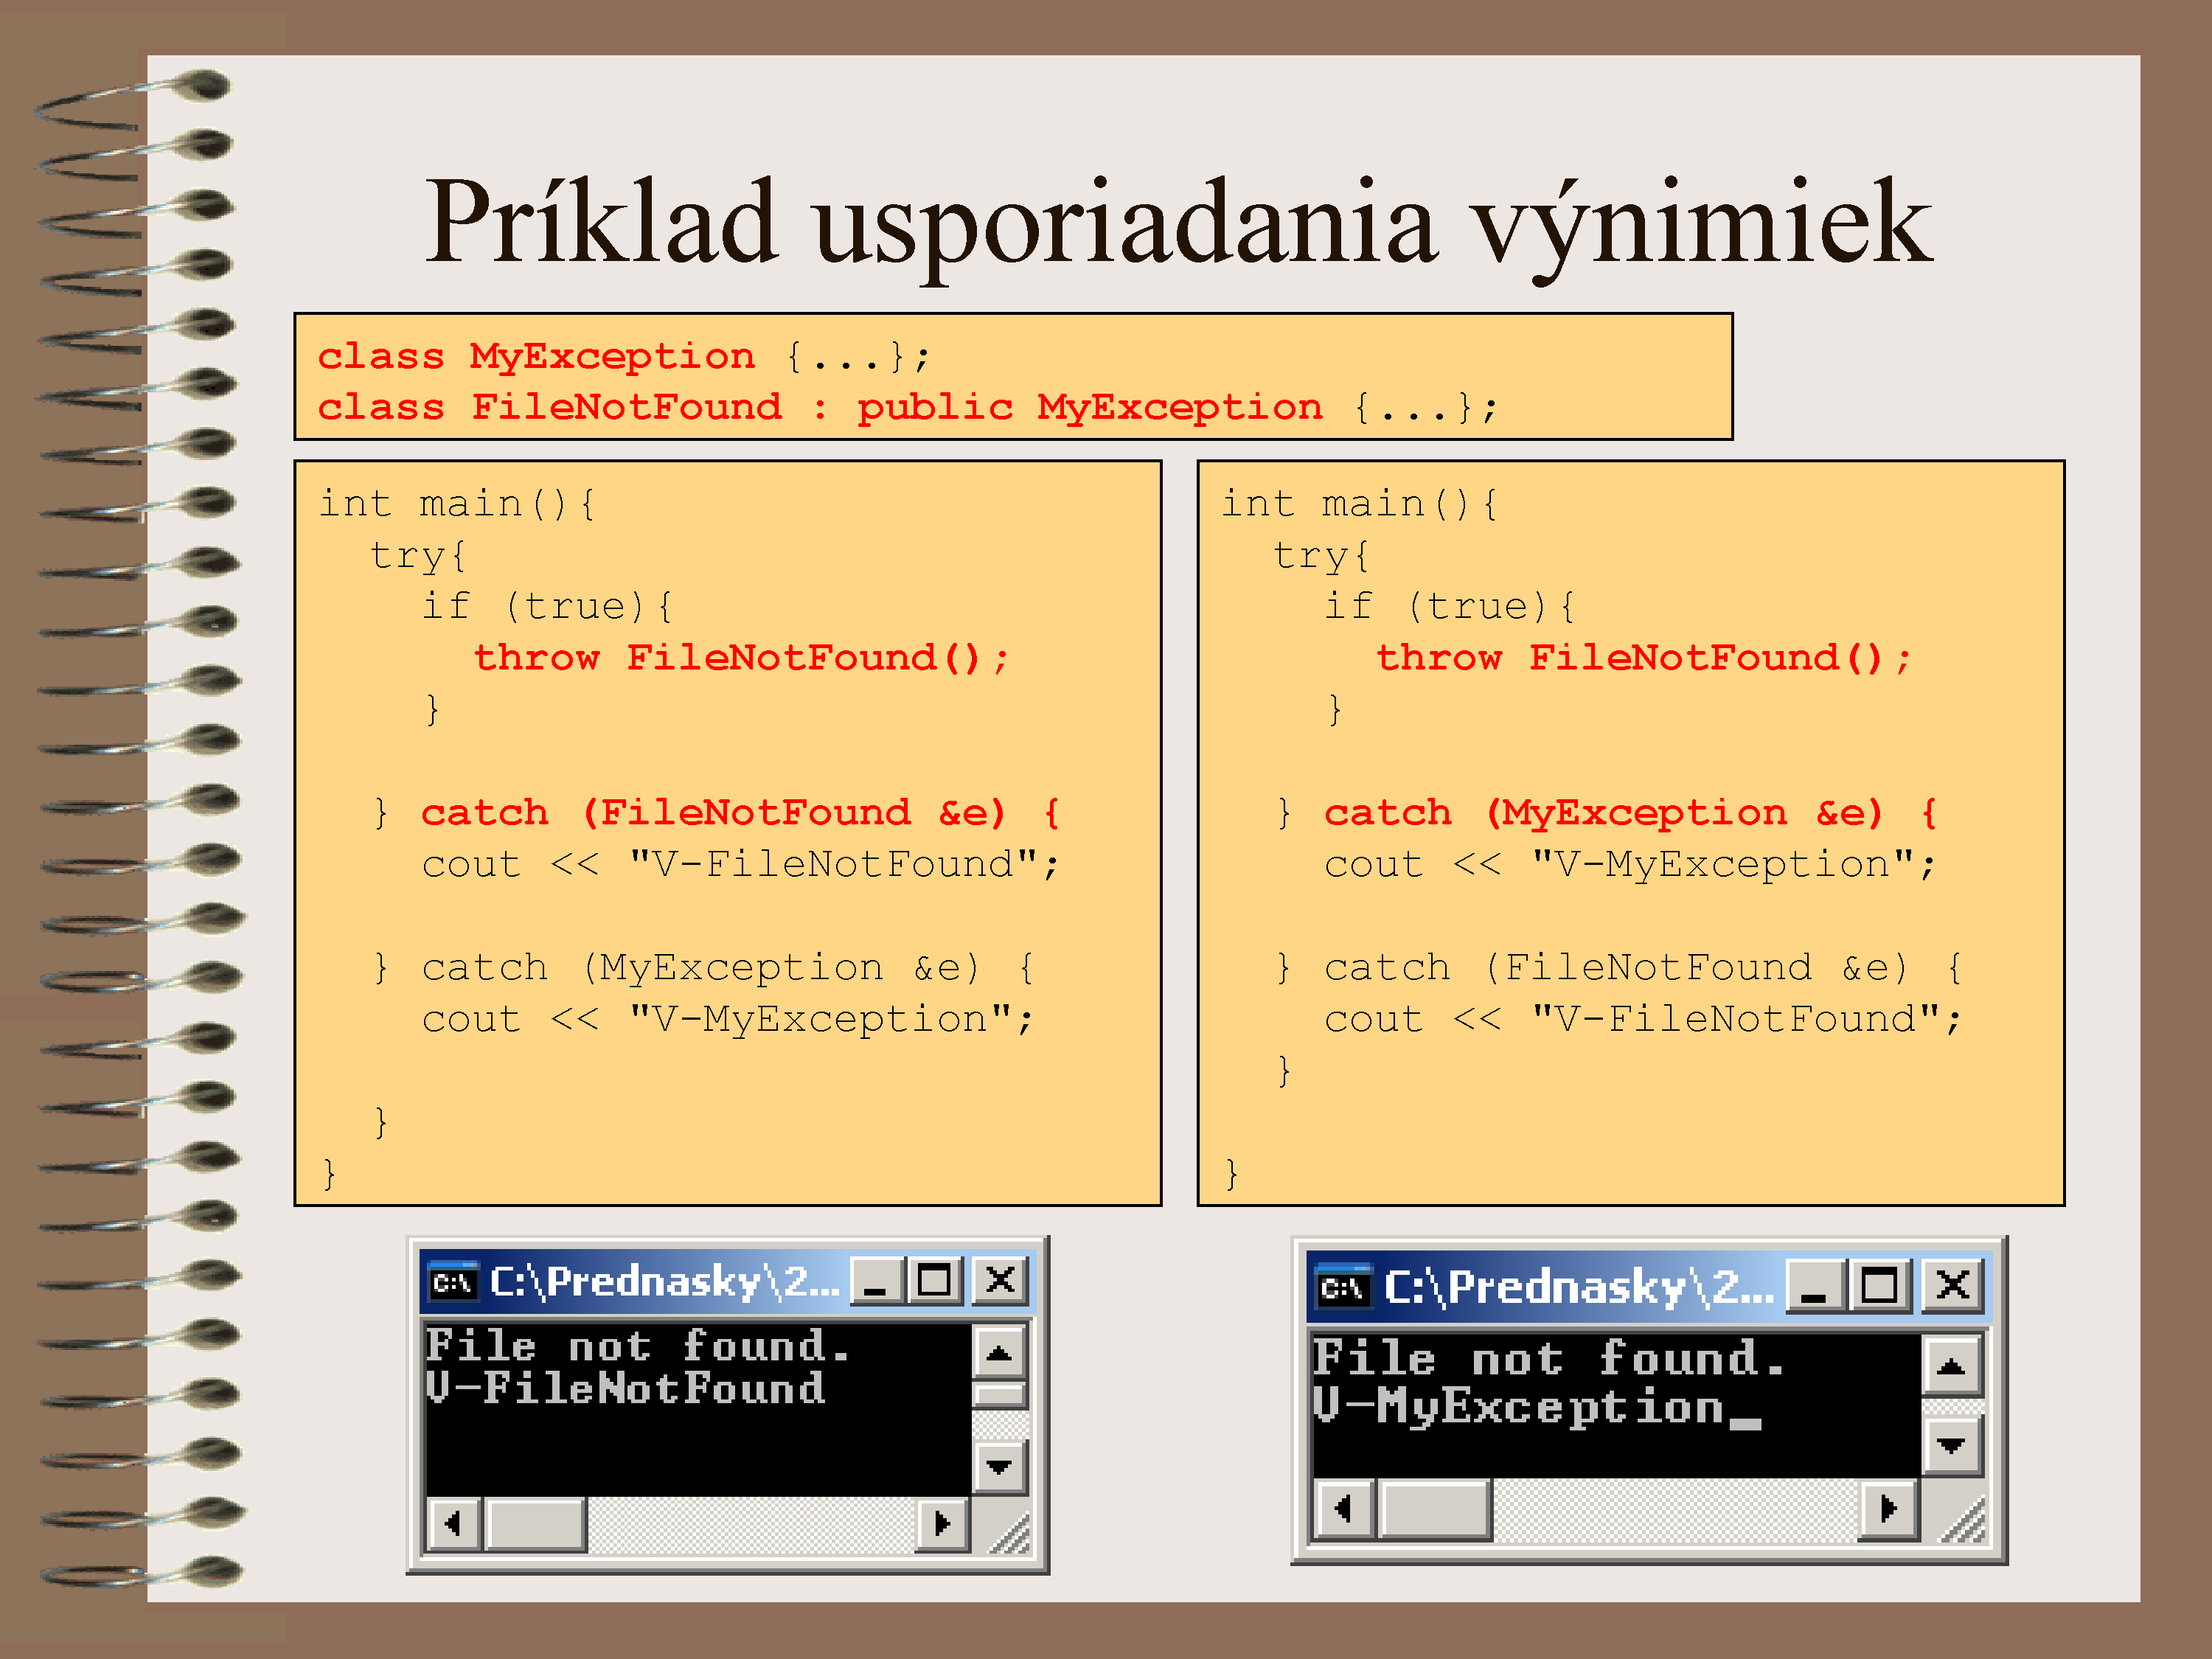 Príklad usporiadania výnimiek
class MyException {...};
class FileNotFound : public MyException {...};
int main(){
try{
if (true){
throw FileNotFound();
}
} catch (FileNotFound &e) {
cout << "V-FileNotFound";
} catch (MyException &e) {
cout << "V-MyException";
}
}
int main(){
try{
if (true){
throw FileNotFound();
}
} catch (MyException &e) {
cout << "V-MyException";
} catch (FileNotFound &e) {
cout << "V-FileNotFound";
}
}
C:\Prednasky\2...
File not found.
V-FileNotFound
C:\Prednasky\2...
File not found.
V-MyException_